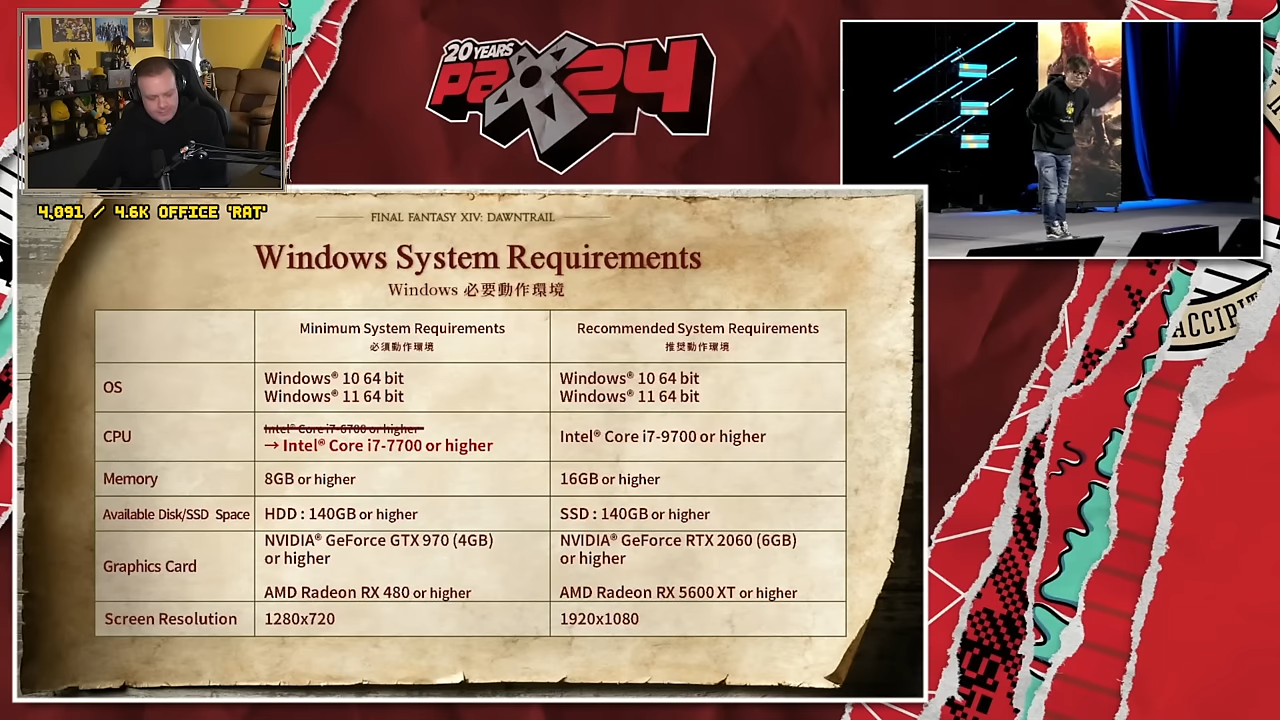 20 YEARS
PAX24
4,091 / 4.6K OFFICE 'RAT'
FINAL FANTASY XIV: DAWNTRAIL
Windows System Requirements
Windows 必要動作環境
Minimum System Requirements
必須動作環境
Recommended System Requirements
推奨動作環境
OS
Windows® 10 64 bit
Windows® 11 64 bit
Windows® 10 64 bit
Windows® 11 64 bit
CPU
Intel® Core i7-6700 or higher
→ Intel® Core i7-7700 or higher
Intel® Core i7-9700 or higher
Memory
8GB or higher
16GB or higher
Available Disk/SSD Space
HDD : 140GB or higher
SSD : 140GB or higher
Graphics Card
NVIDIA® GeForce GTX 970 (4GB)
or higher
AMD Radeon RX 480 or higher
NVIDIA® GeForce RTX 2060 (6GB)
or higher
AMD Radeon RX 5600 XT or higher
Screen Resolution
1280x720
1920x1080